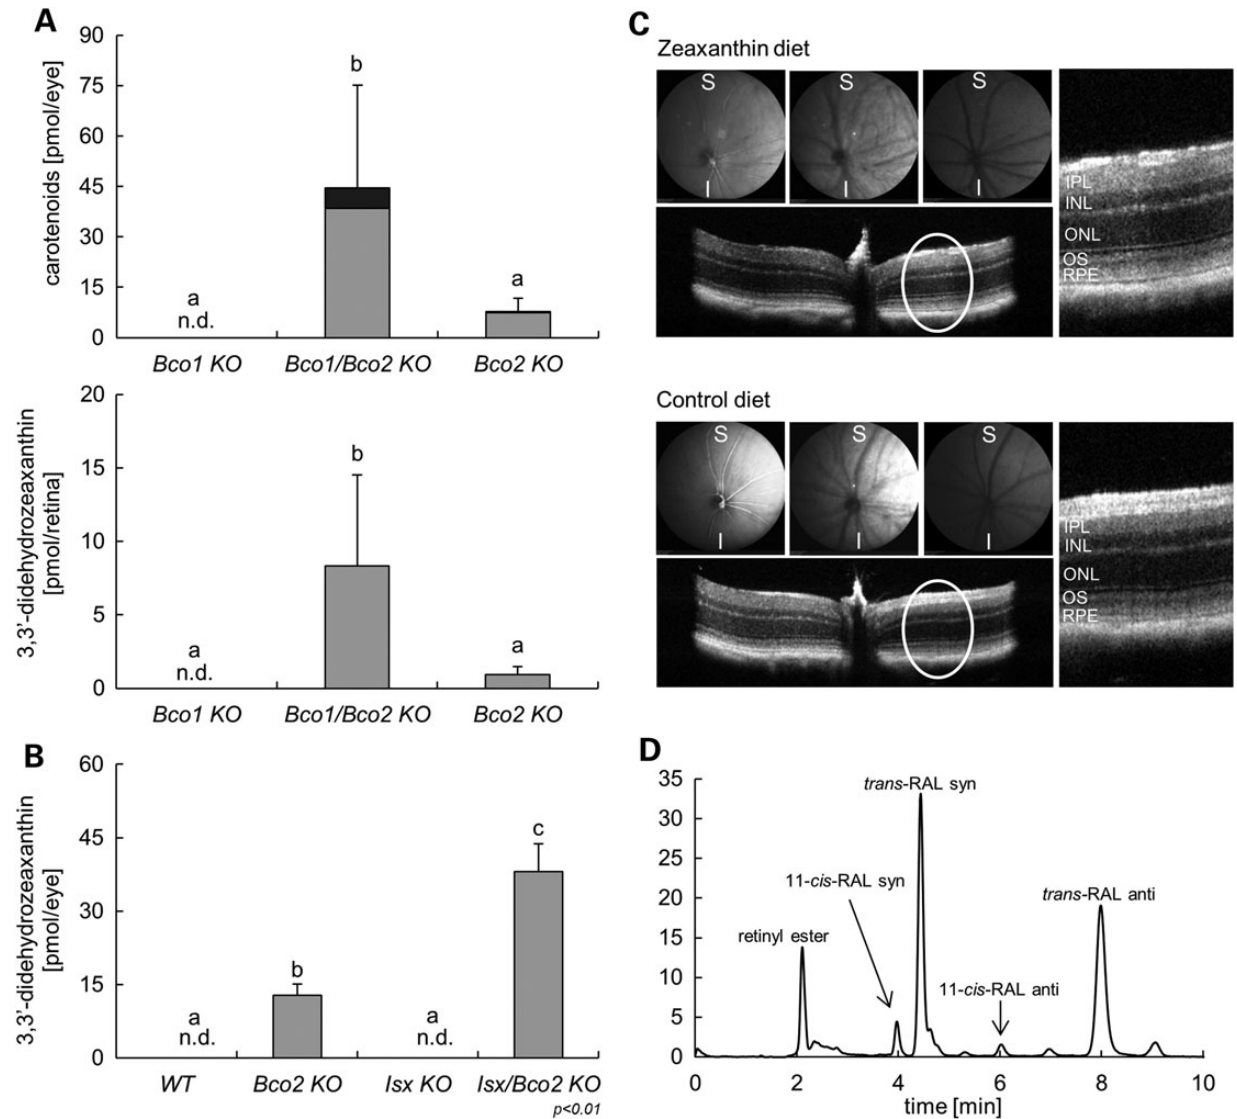 A
carotenoids [pmol/eye]
90
75
60
45
30
15
0
a
n.d.
b
a
Bco1 KO
Bco1/Bco2 KO
Bco2 KO
3,3'-didehydrozeaxanthin
[pmol/retina]
20
15
10
5
0
a
n.d.
b
a
Bco1 KO
Bco1/Bco2 KO
Bco2 KO
B
3,3'-didehydrozeaxanthin
[pmol/eye]
60
45
30
15
0
a
n.d.
b
a
n.d.
c
WT
Bco2 KO
Isx KO
Isx/Bco2 KO
p<0.01
C
Zeaxanthin diet
S
I
S
I
S
I
IPL
INL
ONL
OS
RPE
Control diet
S
I
S
I
S
I
IPL
INL
ONL
OS
RPE
D
35
30
25
20
15
10
5
0
retinyl ester
11-cis-RAL syn
trans-RAL syn
11-cis-RAL anti
trans-RAL anti
0
2
4
6
8
10
time [min]